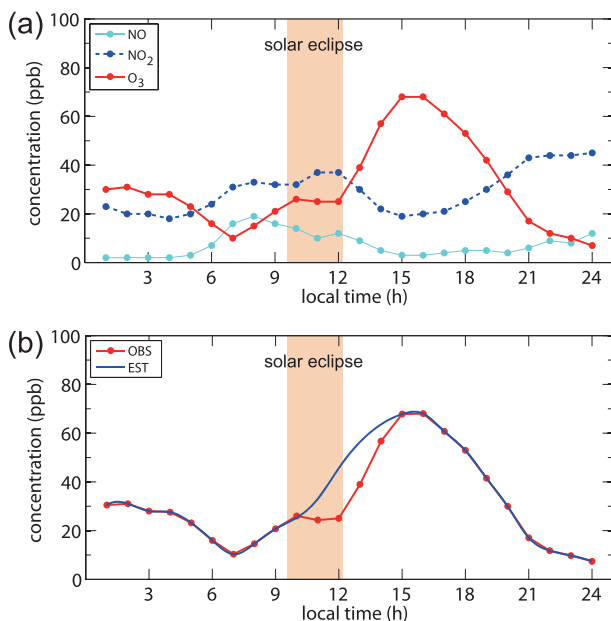 (a)
NO
NO2
O3
solar eclipse
concentration (ppb)
100
80
60
40
20
0
3 6 9 12 15 18 21 24
local time (h)
(b)
OBS
EST
solar eclipse
concentration (ppb)
100
80
60
40
20
0
3 6 9 12 15 18 21 24
local time (h)